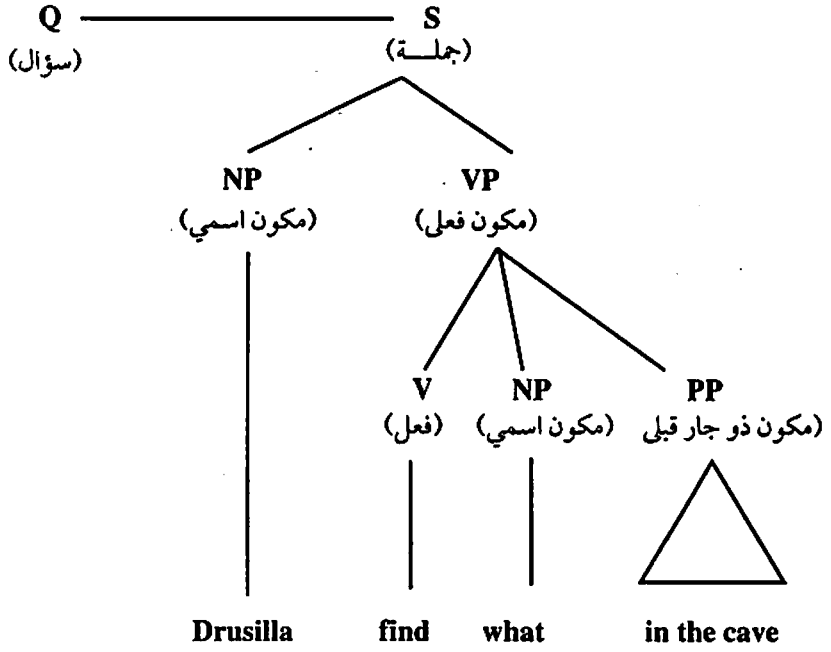 Q S
(سؤال) (جملـــة)
NP VP
(مكون اسمي) (مكون فعلى)
V NP PP
(فعل) (مكون اسمي) (مكون ذو جار قبلى
Drusilla find what in the cave